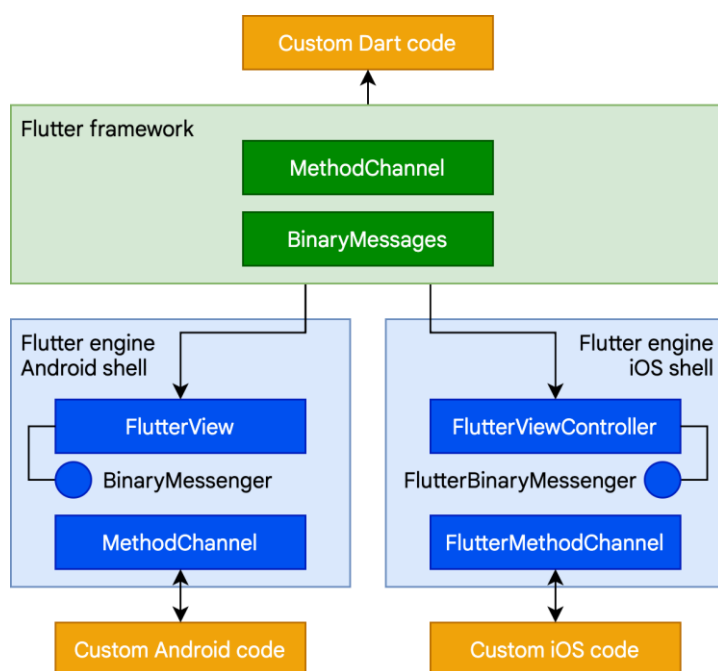 Custom Dart code
Flutter framework
MethodChannel
BinaryMessages
Flutter engine
Android shell
FlutterView
BinaryMessenger
MethodChannel
Custom Android code
Flutter engine
iOS shell
FlutterViewController
FlutterBinaryMessenger
FlutterMethodChannel
Custom iOS code